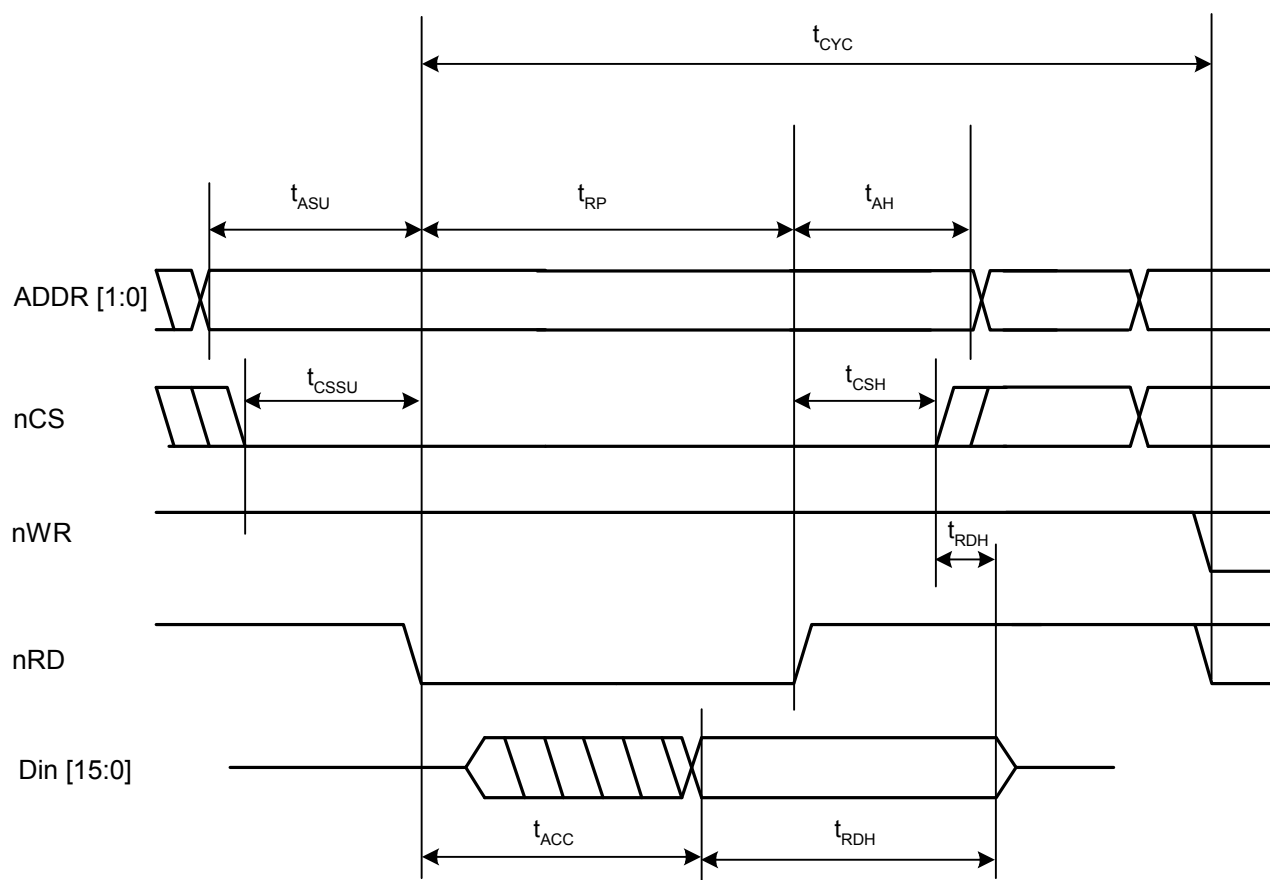 tCYC
tASU
tRP
tAH
ADDR [1:0]
tCSSU
tCSH
nCS
nWR
tRDH
nRD
Din [15:0]
tACC
tRDH